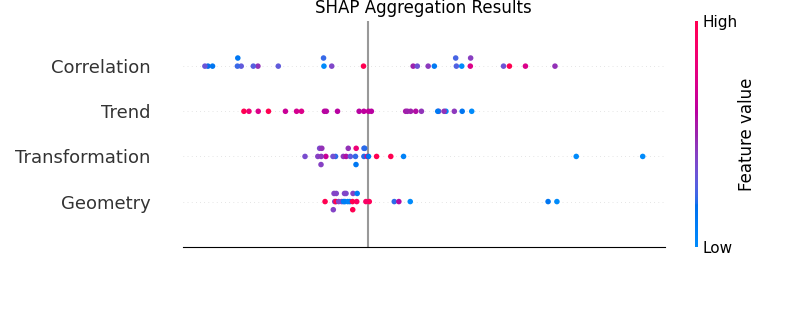 SHAP Aggregation Results
High
Correlation
Trend
Transformation
Geometry
Feature value
Low